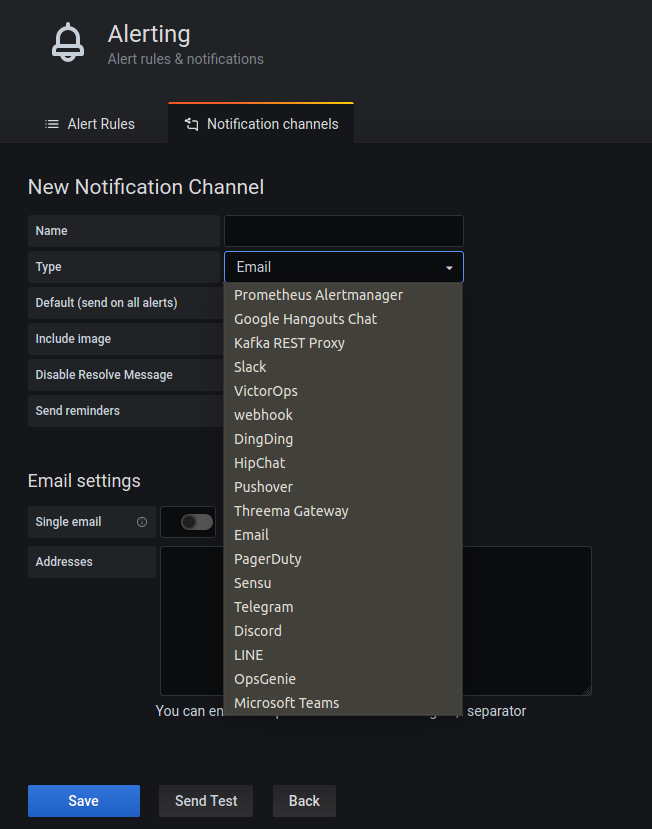 Alerting
Alert rules & notifications
Alert Rules
Notification channels
New Notification Channel
Name
Type
Email
Default (send on all alerts)
Include image
Disable Resolve Message
Send reminders
Prometheus Alertmanager
Google Hangouts Chat
Kafka REST Proxy
Slack
VictorOps
webhook
DingDing
HipChat
Pushover
Threema Gateway
Email
PagerDuty
Sensu
Telegram
Discord
LINE
OpsGenie
Microsoft Teams
Email settings
Single email
Addresses
You can separator
Save
Send Test
Back